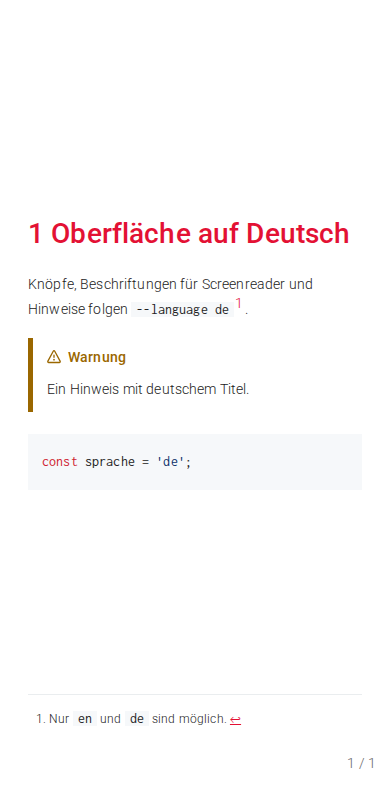 1 Oberfläche auf Deutsch
Knöpfe, Beschriftungen für Screenreader und
Hinweise folgen --language de 1 .
Warnung
Ein Hinweis mit deutschem Titel.
const sprache = 'de';
1. Nur en und de sind möglich. ↩
1 / 1